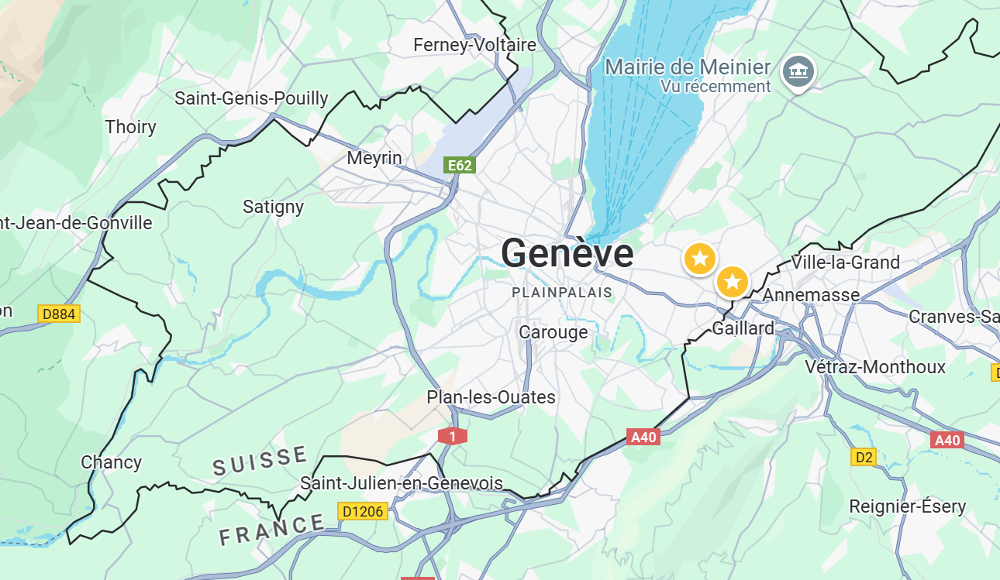 Ferney-Voltaire
Mairie de Meinier
Vu récemment
Saint-Genis-Pouilly
Thoiry
Meyrin
E62
Satigny
nt-Jean-de-Gonville
Genève
Ville-la-Grand
PLAINPALAIS
Annemasse
on
D884
Cranves-Sa
Carouge
Gaillard
Vétraz-Monthoux
D
Plan-les-Ouates
1
A40
A40
D2
Chancy
SUISSE
Saint-Julien-en-Genevois
D1206
Reignier-Ésery
FRANCE